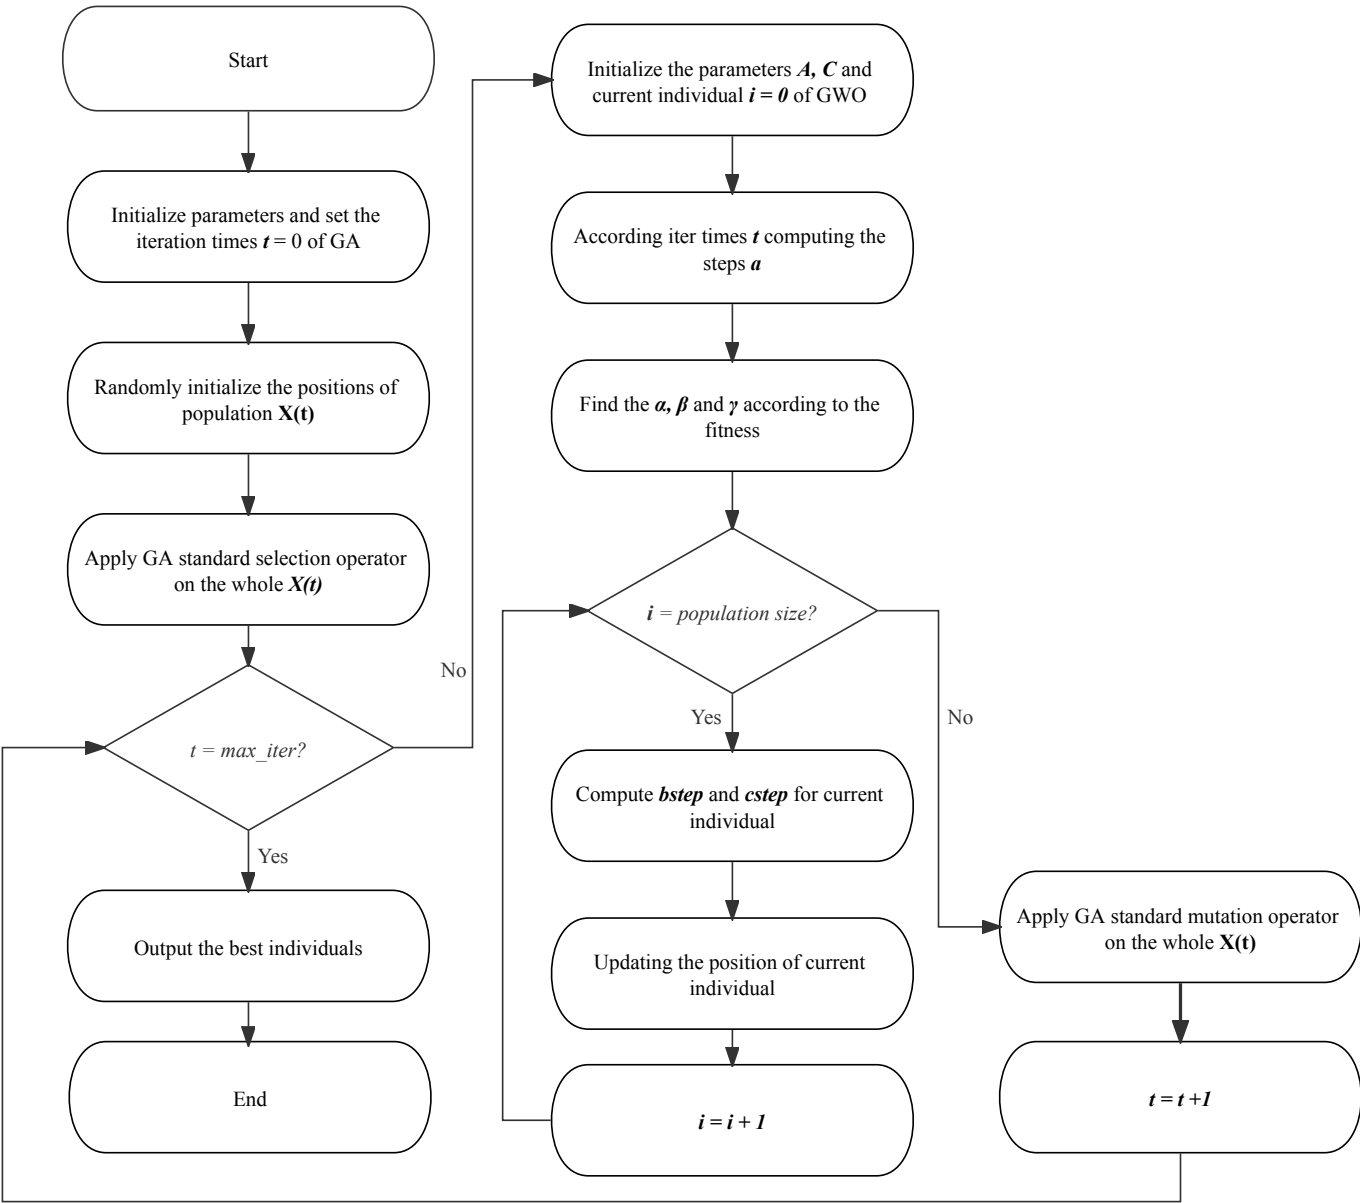 Start
Initialize parameters and set the
iteration times t = 0 of GA
Randomly initialize the positions of
population X(t)
Apply GA standard selection operator
on the whole X(t)
t = max_iter?
No
Yes
Output the best individuals
End
Initialize the parameters A, C and
current individual i = 0 of GWO
According iter times t computing the
steps a
Find the α, β and γ according to the
fitness
i = population size?
Yes
No
Compute bstep and cstep for current
individual
Updating the position of current
individual
i = i + 1
Apply GA standard mutation operator
on the whole X(t)
t = t +1